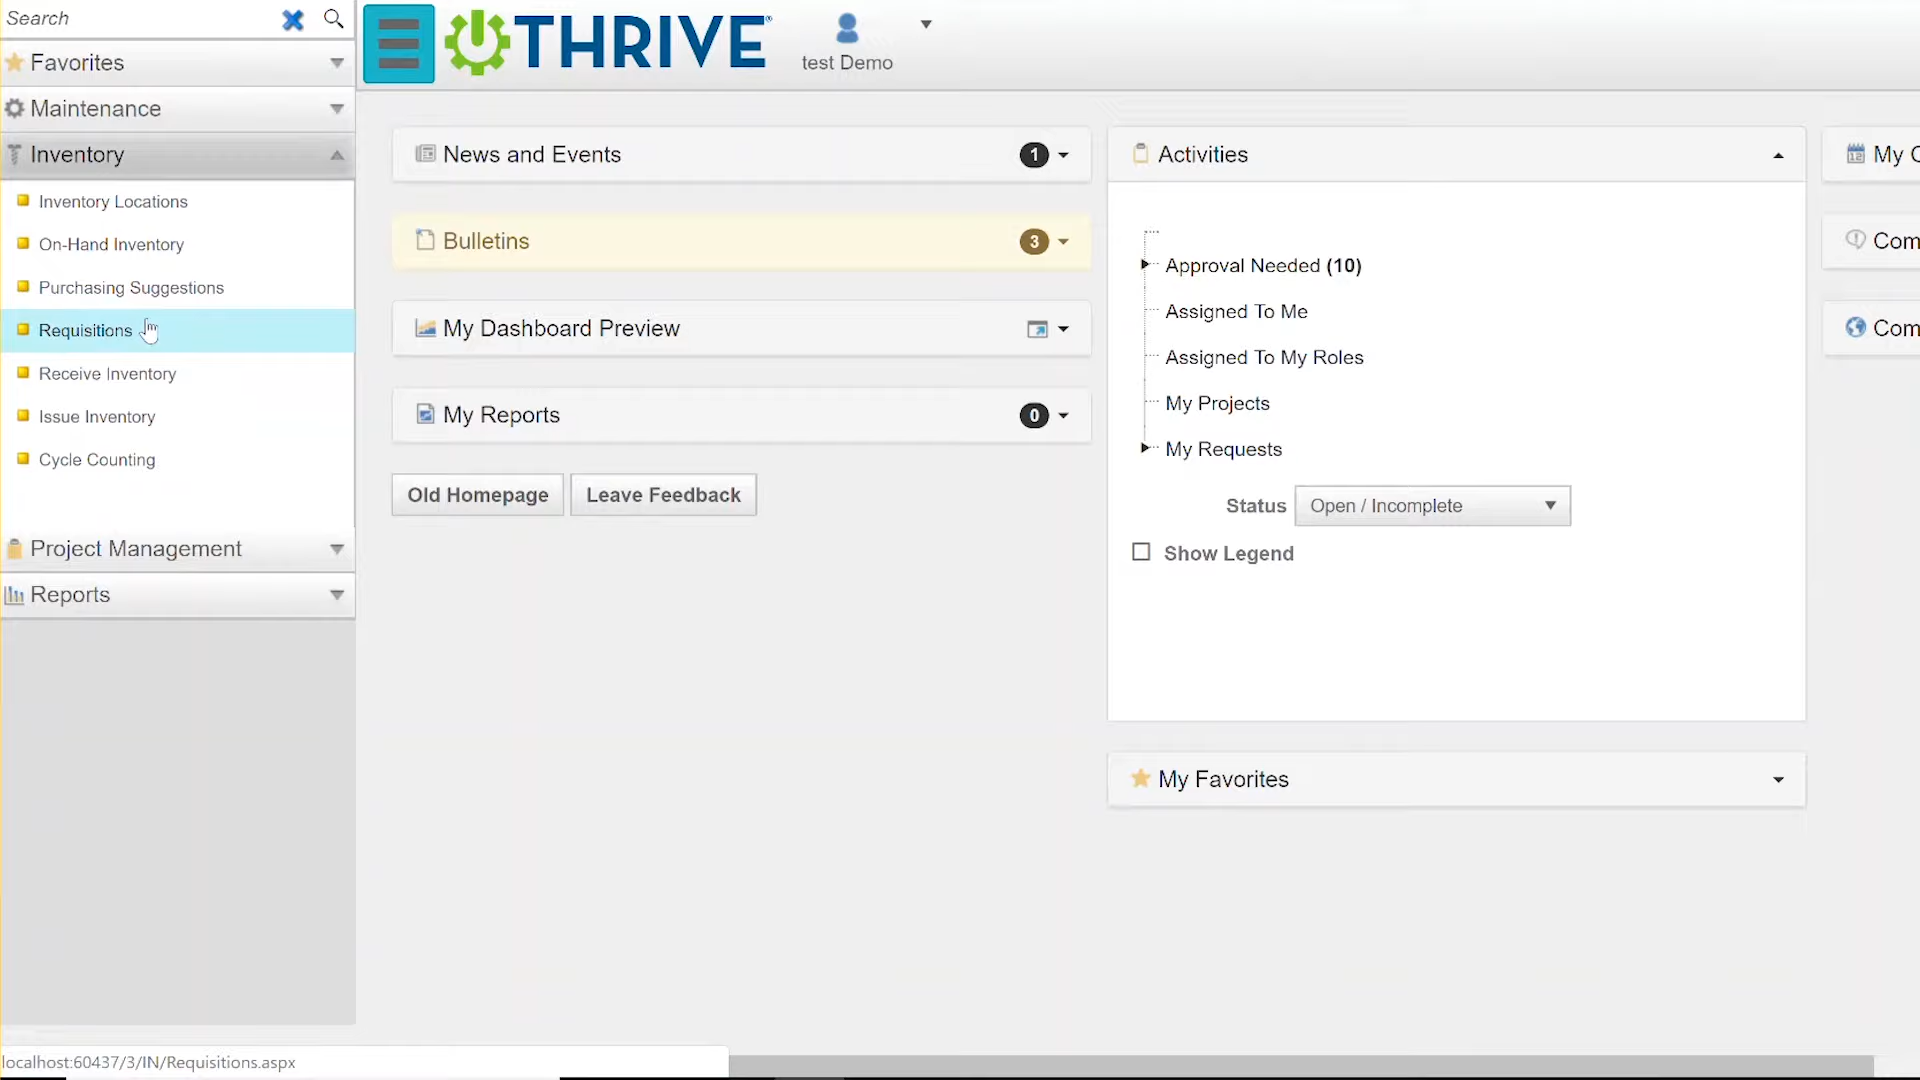 Search
Favorites
Maintenance
Inventory
Inventory Locations
On-Hand Inventory
Purchasing Suggestions
Requisitions
Receive Inventory
Issue Inventory
Cycle Counting
Project Management
Reports
THRIVE®
test Demo
News and Events 1
Bulletins 3
My Dashboard Preview
My Reports 0
Old Homepage Leave Feedback
Activities
Approval Needed (10)
Assigned To Me
Assigned To My Roles
My Projects
My Requests
Status Open / Incomplete
Show Legend
My Favorites
12 My
Com
Com
localhost:60437/3/IN/Requisitions.aspx